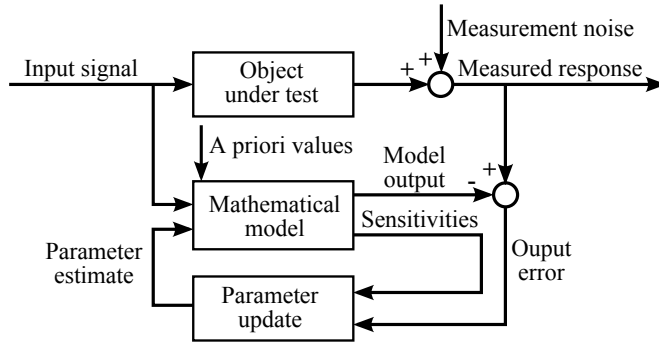 Measurement noise
Input signal
Object
under test
+
+
Measured response
A priori values
Model
output
-
+
Mathematical
model
Sensitivities
Parameter
estimate
Ouput
error
Parameter
update